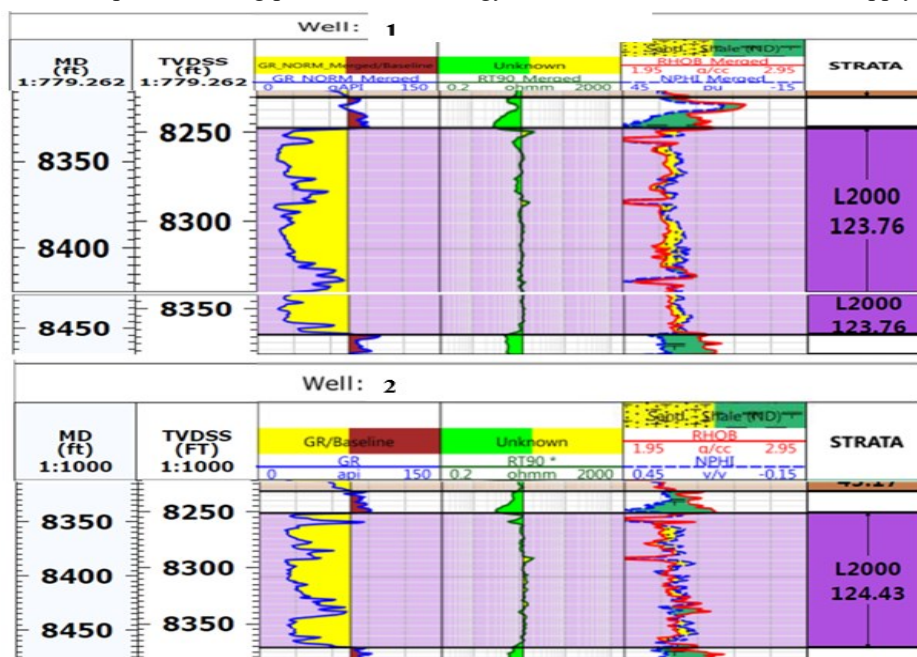 Well: 1
MD (ft) 1:779.262
TVDSS (ft) 1:779.262
GR_NORM_Merged/Baseline
GR_NORM_Merged
0 gAPI 150
Unknown
RT90_Merged
0.2 ohmm 2000
Sand Shale (ND)
RHOB Merged
1.95 g/cc 2.95
NPHI Merged
45 pu -15
STRATA
8250
8350
8300
8400
L2000
123.76
8350
8450
L2000
123.76
Well: 2
MD (ft) 1:1000
TVDSS (FT) 1:1000
GR/Baseline
GR
0 api 150
Unknown
RT90 *
0.2 ohmm 2000
Sand Shale (ND)
RHOB
1.95 g/cc 2.95
NPHI
0.45 v/v -0.15
STRATA
8350
8250
8400
8300
8450
8350
L2000
124.43